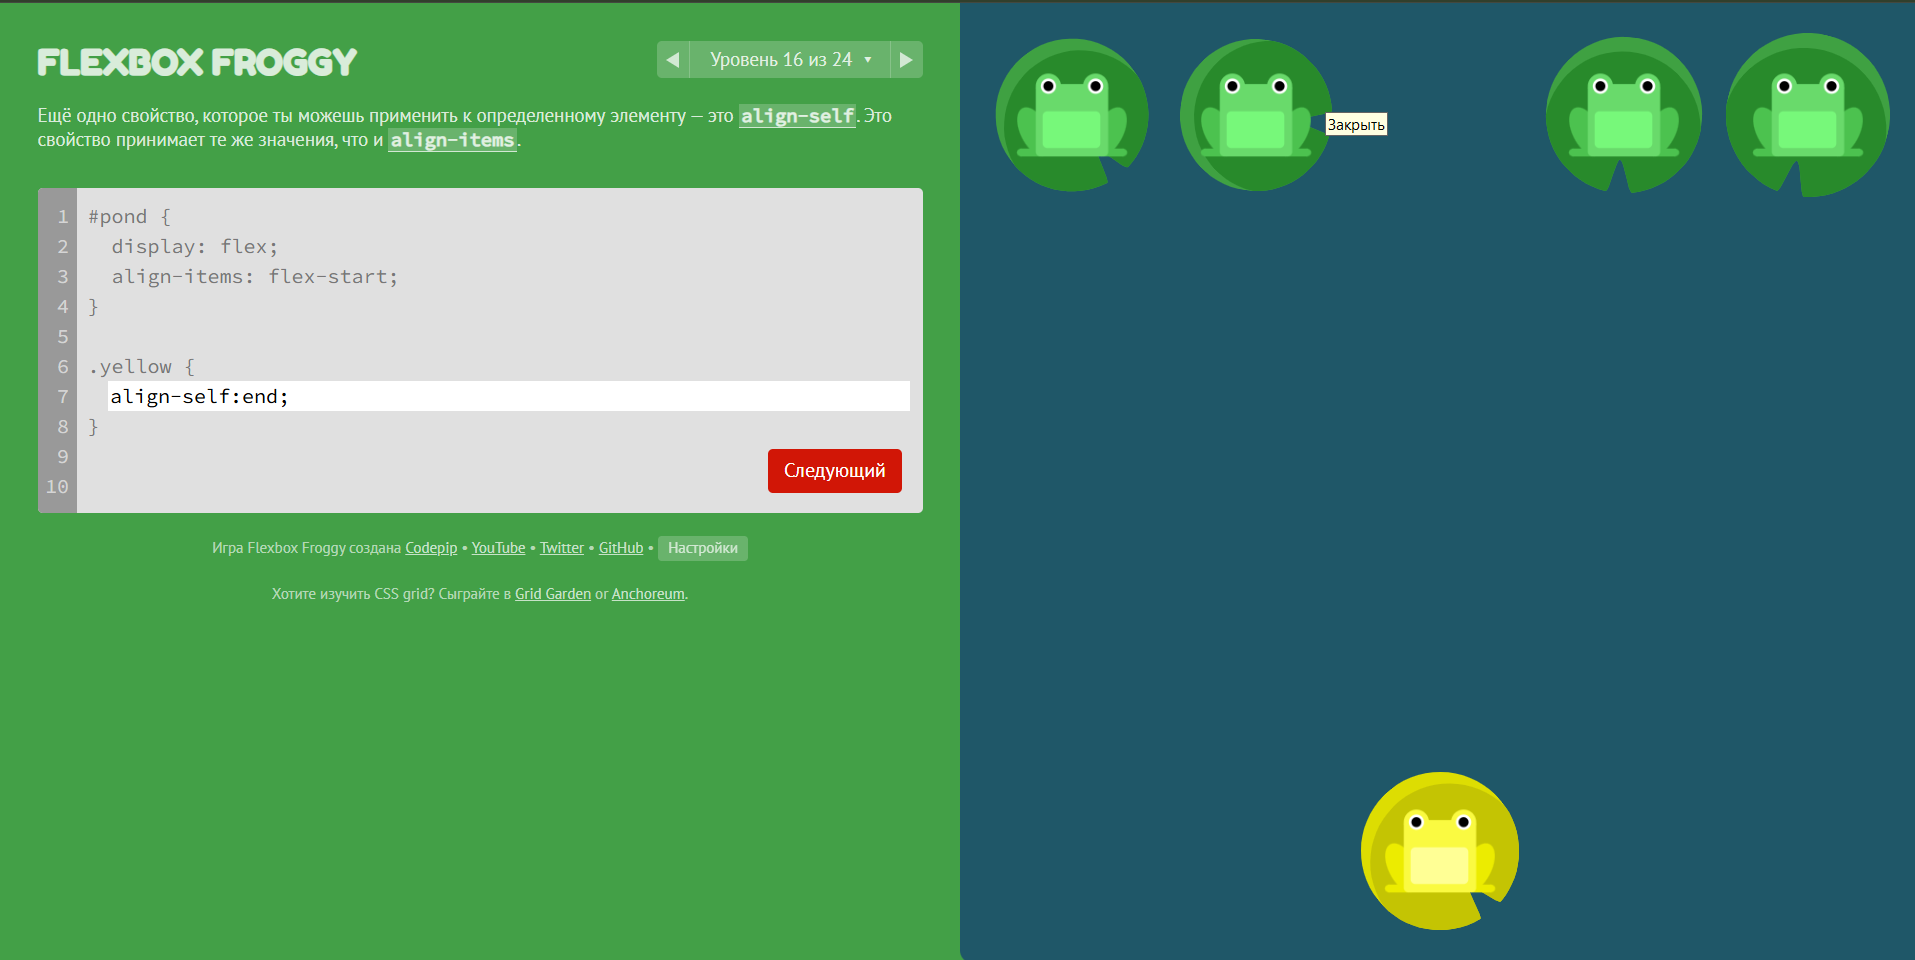 FLEXBOX FROGGY
◀ Уровень 16 из 24 ▼ ▶
Ещё одно свойство, которое ты можешь применить к определенному элементу — это align-self. Это
свойство принимает те же значения, что и align-items.
1 #pond {
2 display: flex;
3 align-items: flex-start;
4 }
5
6 .yellow {
7 align-self:end;
8 }
9
10
Следующий
Игра Flexbox Froggy создана Codepip • YouTube • Twitter • GitHub • Настройки
Хотите изучить CSS grid? Сыграйте в Grid Garden or Anchoreum.
Закрыть